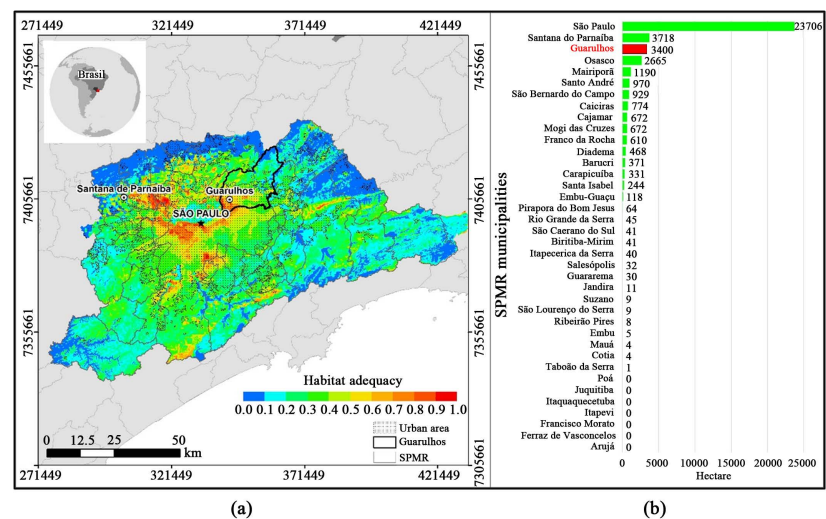 271449 321449 371449 421449
7455661
7405661
7355661
7305661
Brasil
Santana de Parnaíba
Guarulhos
SÃO PAULO
Habitat adequacy
0.0 0.1 0.2 0.3 0.4 0.5 0.6 0.7 0.8 0.9 1.0
Urban area
Guarulhos
SPMR
0 12.5 25 50
km
271449 321449 371449 421449
7455661
7405661
7355661
7305661
(a)
SPMR municipalities
São Paulo 23706
Santana do Parnaíba 3718
Guarulhos 3400
Osasco 2665
Mairiporã 1190
Santo André 970
São Bernardo do Campo 929
Caiciras 774
Cajamar 672
Mogi das Cruzes 672
Franco da Rocha 610
Diadema 468
Barucri 371
Carapicuíba 331
Santa Isabel 244
Embu-Guaçu 118
Pirapora do Bom Jesus 64
Rio Grande da Serra 45
São Caerano do Sul 41
Biritiba-Mirim 41
Itapecerica da Serra 40
Salesópolis 32
Guararema 30
Jandira 11
Suzano 9
São Lourenço do Serra 9
Ribeirão Pires 8
Embu 5
Mauá 4
Cotia 4
Taboão da Serra 1
Poá 0
Juquitiba 0
Itaquaquecetuba 0
Itapevi 0
Francisco Morato 0
Ferraz de Vasconcelos 0
Arujá 0
0 5000 10000 15000 20000 25000
Hectare
(b)